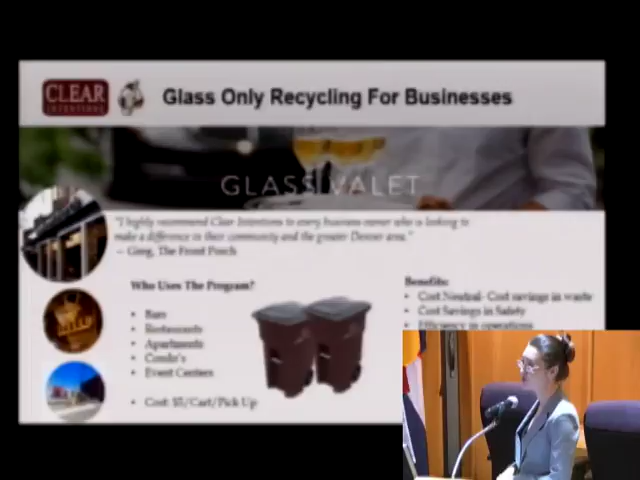 CLEAR
INTENTIONS
Glass Only Recycling For Businesses
GLASS VALET
"I highly recommend Clear Intentions to every business owner who is looking to
make a difference in their community and the greater Denver area."
– Greg, The Front Porch
Who Uses The Program?
• Bars
• Restaurants
• Apartments
• Condo's
• Event Centers
• Cost: $5/Cart/Pick Up
Benefits:
• Cost Neutral- Cost savings in waste
• Cost Savings in Safety
• Efficiency in operations